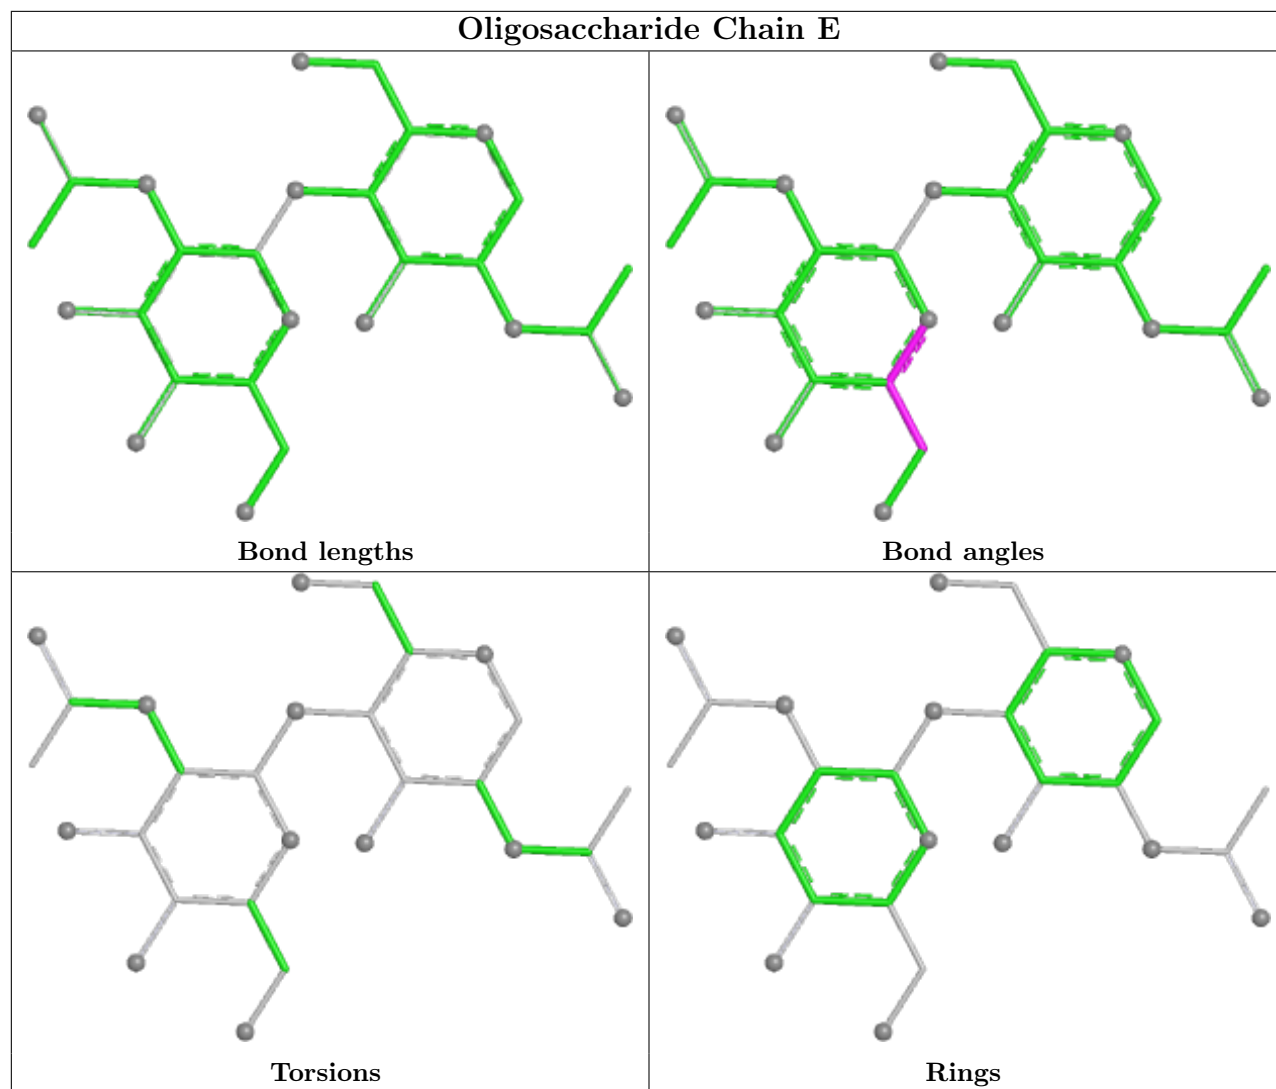 Oligosaccharide Chain E
Bond lengths
Bond angles
Torsions
Rings